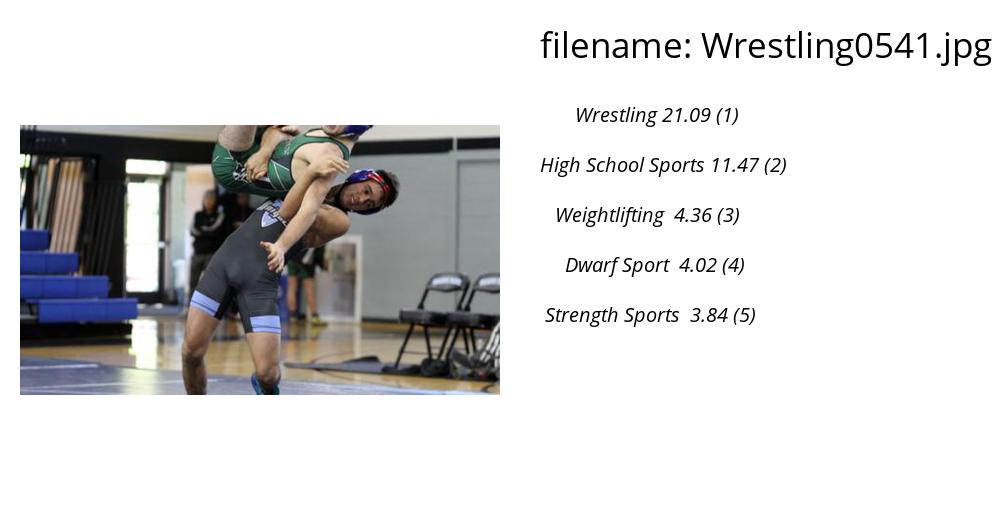 filename: Wrestling0541.jpg
Wrestling 21.09 (1)
High School Sports 11.47 (2)
Weightlifting 4.36 (3)
Dwarf Sport 4.02 (4)
Strength Sports 3.84 (5)